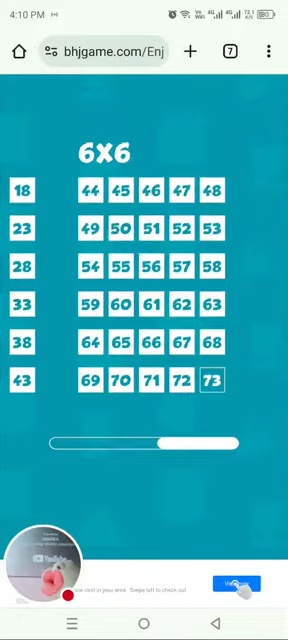 4:10 PM
bhjgame.com/Enj
7
6X6
18 44 45 46 47 48
23 49 50 51 52 53
28 54 55 56 57 58
33 59 60 61 62 63
38 64 65 66 67 68
43 69 70 71 72 73
YouTube
cost in your area . Swipe left to check out